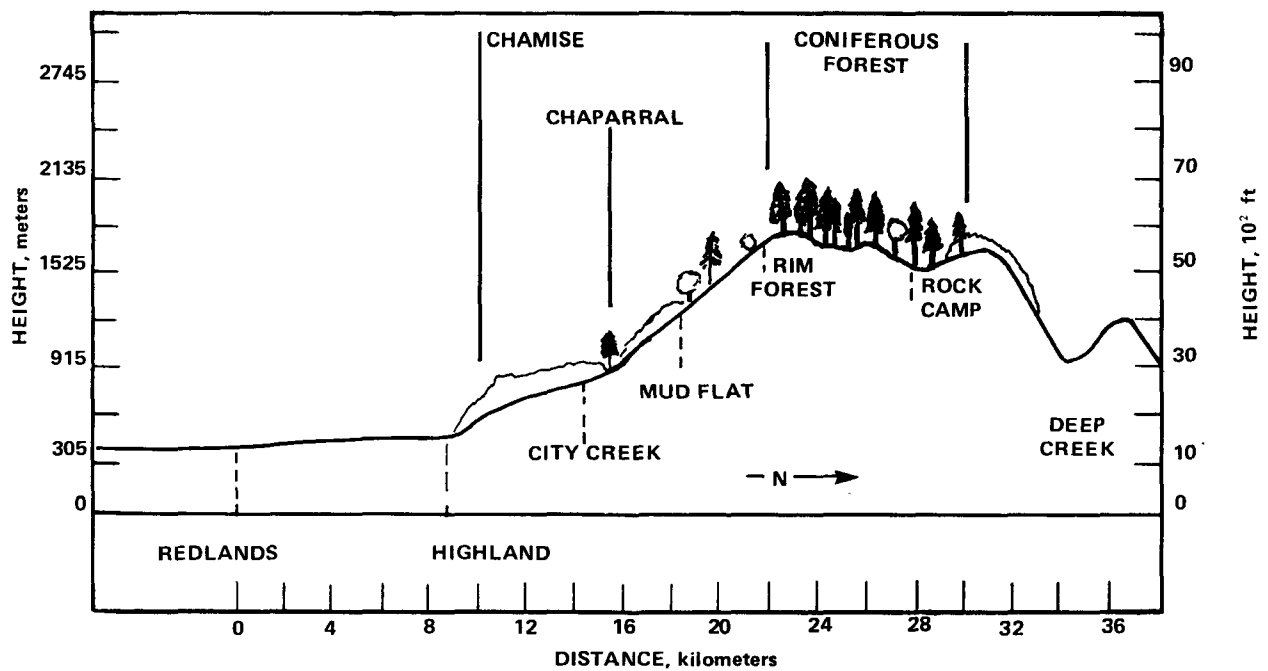 CHAMISE
CONIFEROUS
FOREST
CHAPARRAL
2745
2135
1525
915
305
0
HEIGHT, meters
90
70
50
30
10
0
HEIGHT, 10² ft
RIM
FOREST
ROCK
CAMP
MUD FLAT
CITY CREEK
DEEP
CREEK
N
REDLANDS
HIGHLAND
0 4 8 12 16 20 24 28 32 36
DISTANCE, kilometers